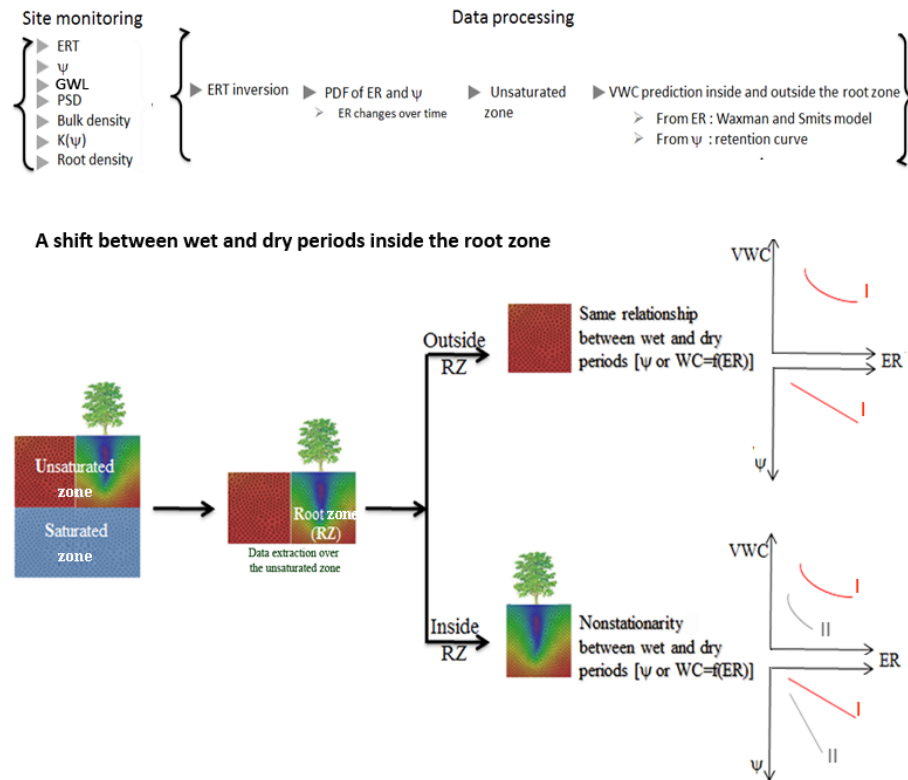 Site monitoring
ERT
ψ
GWL
PSD
Bulk density
K(ψ)
Root density
Data processing
ERT inversion
PDF of ER and ψ
ER changes over time
Unsaturated
zone
VWC prediction inside and outside the root zone
From ER : Waxman and Smits model
From ψ : retention curve
A shift between wet and dry periods inside the root zone
Unsaturated
zone
Saturated
zone
Root zone
(RZ)
Data extraction over
the unsaturated zone
Outside
RZ
Same relationship
between wet and dry
periods [ψ or WC=f(ER)]
VWC
I
ER
I
ψ
Inside
RZ
Nonstationarity
between wet and dry
periods [ψ or WC=f(ER)]
VWC
I
II
ER
I
II
ψ